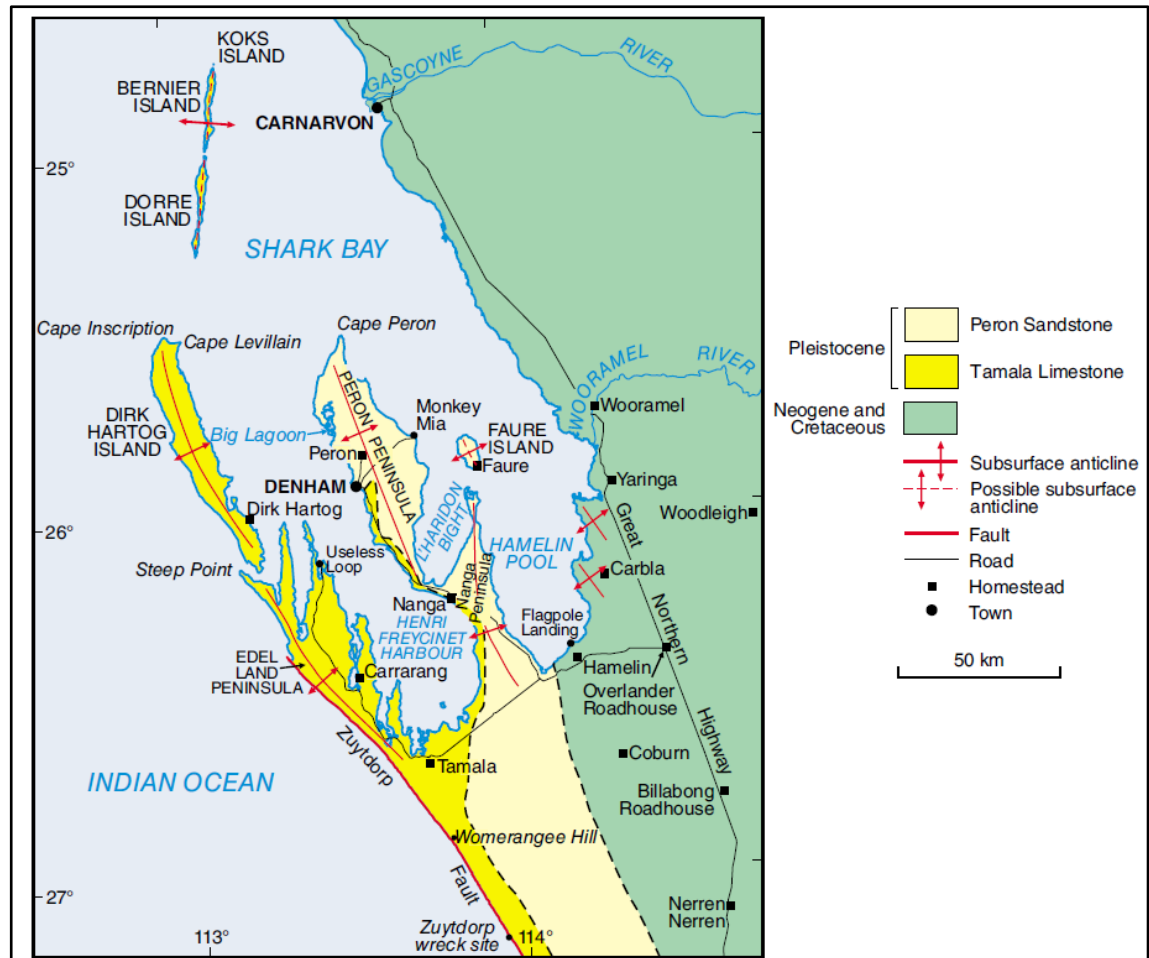 KOKS
ISLAND
BERNIER
ISLAND
GASCOYNE
RIVER
CARNARVON
25°
DORRE
ISLAND
SHARK BAY
Cape Inscription
Cape Levillain
Cape Peron
WOORAMEL
RIVER
Wooramel
PERON
PENINSULA
Monkey
Mia
DIRK
HARTOG
ISLAND
Big Lagoon
FAURE
ISLAND
Peron
Faure
DENHAM
Dirk Hartog
Yaringa
Woodleigh
L'HARIDON
BIGHT
Great
26°
HAMELIN
POOL
Useless
Loop
Steep Point
Carbla
Nanga
Nanga
Peninsula
Flagpole
Landing
Northern
HENRI
FREYCINET
HARBOUR
EDEL
LAND
PENINSULA
Carrarang
Hamelin
Overlander
Roadhouse
Zuytdorp
Highway
Coburn
Tamala
INDIAN OCEAN
Billabong
Roadhouse
Womerangee Hill
Fault
27°
Nerren
Nerren
Zuytdorp
wreck site
113°
114°
Pleistocene
Peron Sandstone
Tamala Limestone
Neogene and
Cretaceous
Subsurface anticline
Possible subsurface
anticline
Fault
Road
Homestead
Town
50 km